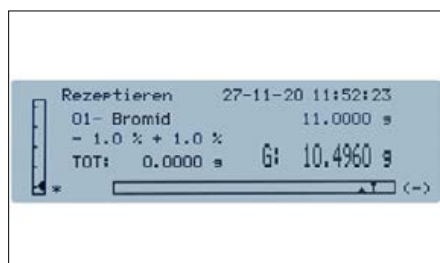 Rezeptieren 27-11-20 11:52:23
01- Bromid 11.0000 g
- 1.0 % + 1.0 %
TOT: 0.0000 g G: 10.4960 g
* (-)